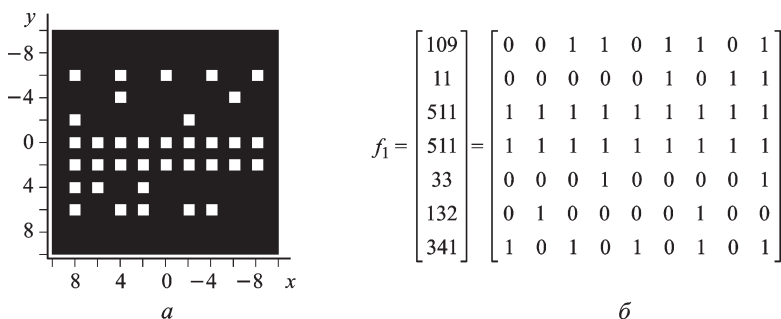 y
−8
−4
0
4
8
8 4 0 −4 −8 x
а
f1 =
109
11
511
511
33
132
341
=
0 0 1 1 0 1 1 0 1
0 0 0 0 0 1 0 1 1
1 1 1 1 1 1 1 1 1
1 1 1 1 1 1 1 1 1
0 0 0 1 0 0 0 0 1
0 1 0 0 0 0 1 0 0
1 0 1 0 1 0 1 0 1
б